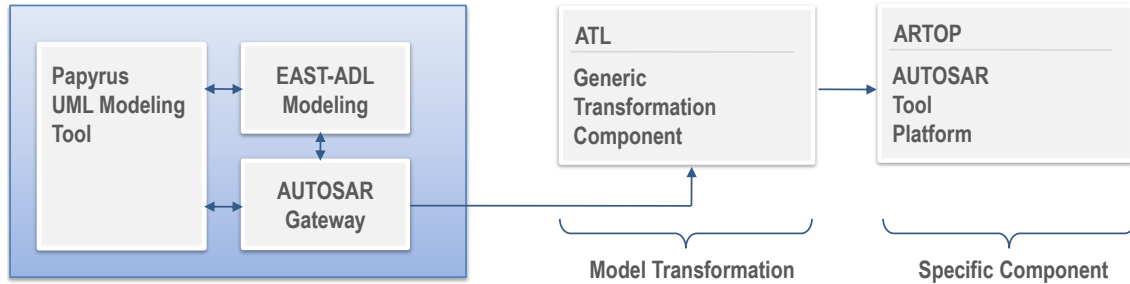 Papyrus
UML Modeling
Tool
EAST-ADL
Modeling
AUTOSAR
Gateway
ATL
Generic
Transformation
Component
ARTOP
AUTOSAR
Tool
Platform
Model Transformation
Specific Component